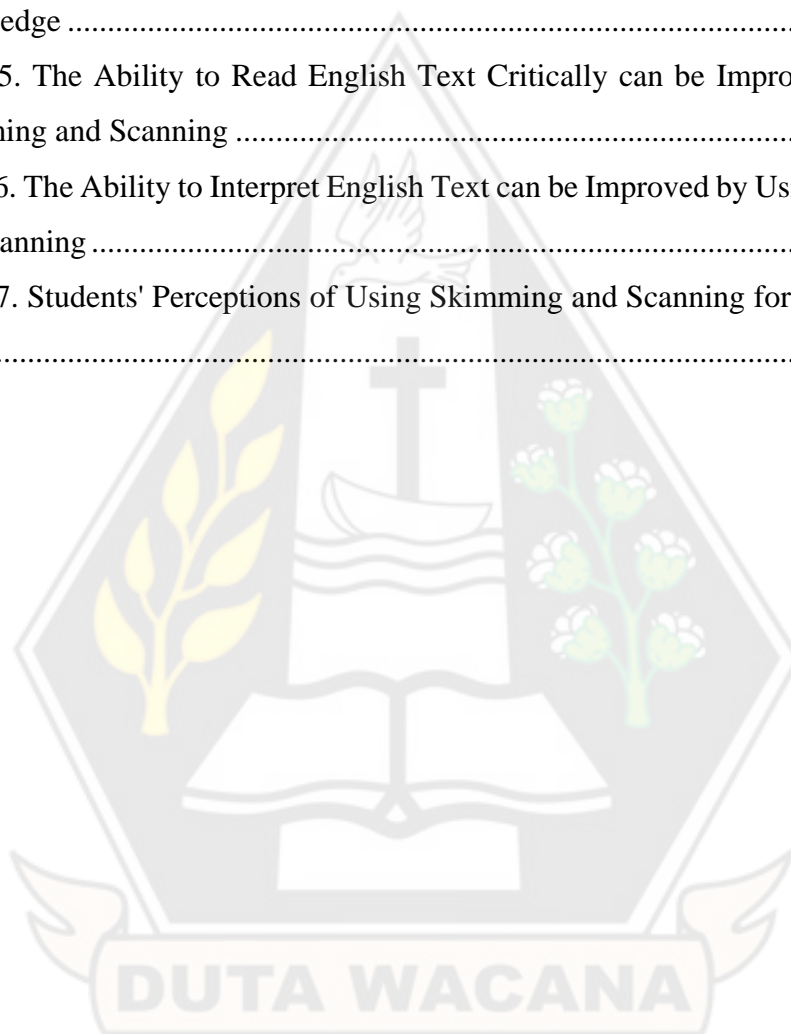 edge ........................................................................................
5. The Ability to Read English Text Critically can be Impro
ing and Scanning ....................................................................
6. The Ability to Interpret English Text can be Improved by Us
anning ....................................................................................
7. Students' Perceptions of Using Skimming and Scanning for
..................................................................................................
DUTA WACANA